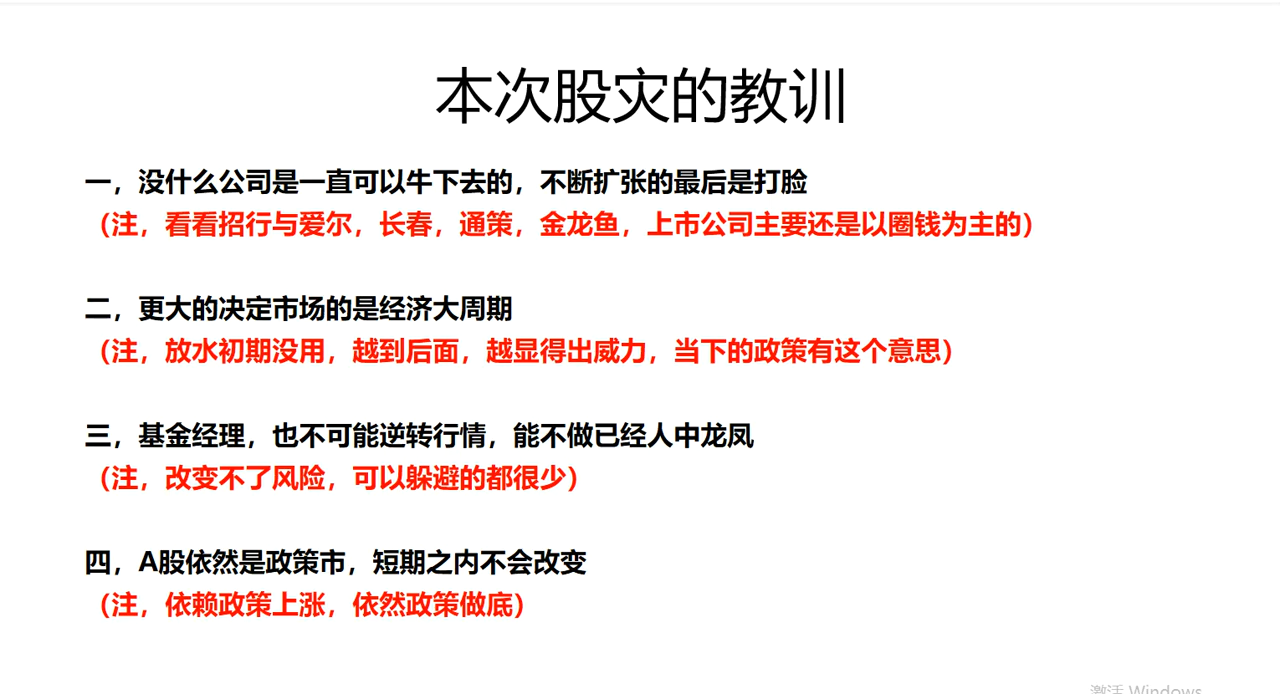 本次股灾的教训
一，没什么公司是一直可以牛下去的，不断扩张的最后是打脸
（注，看看招行与爱尔，长春，通策，金龙鱼，上市公司主要还是以圈钱为主的）
二，更大的决定市场的是经济大周期
（注，放水初期没用，越到后面，越显得出威力，当下的政策有这个意思）
三，基金经理，也不可能逆转行情，能不做已经人中龙凤
（注，改变不了风险，可以躲避的都很少）
四，A股依然是政策市，短期之内不会改变
（注，依赖政策上涨，依然政策做底）
激活 Windows